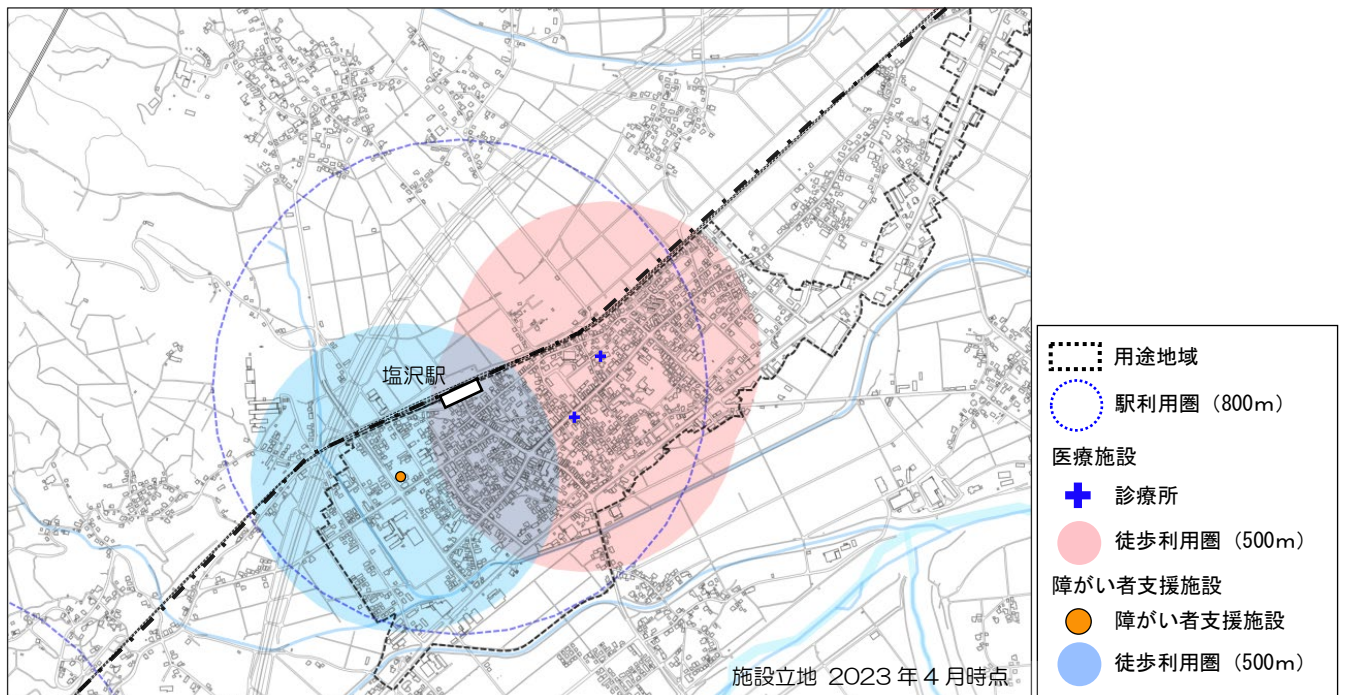 塩沢駅
施設立地 2023年4月時点
用途地域
駅利用圏(800m)
医療施設
診療所
徒歩利用圏(500m)
障がい者支援施設
障がい者支援施設
徒歩利用圏(500m)